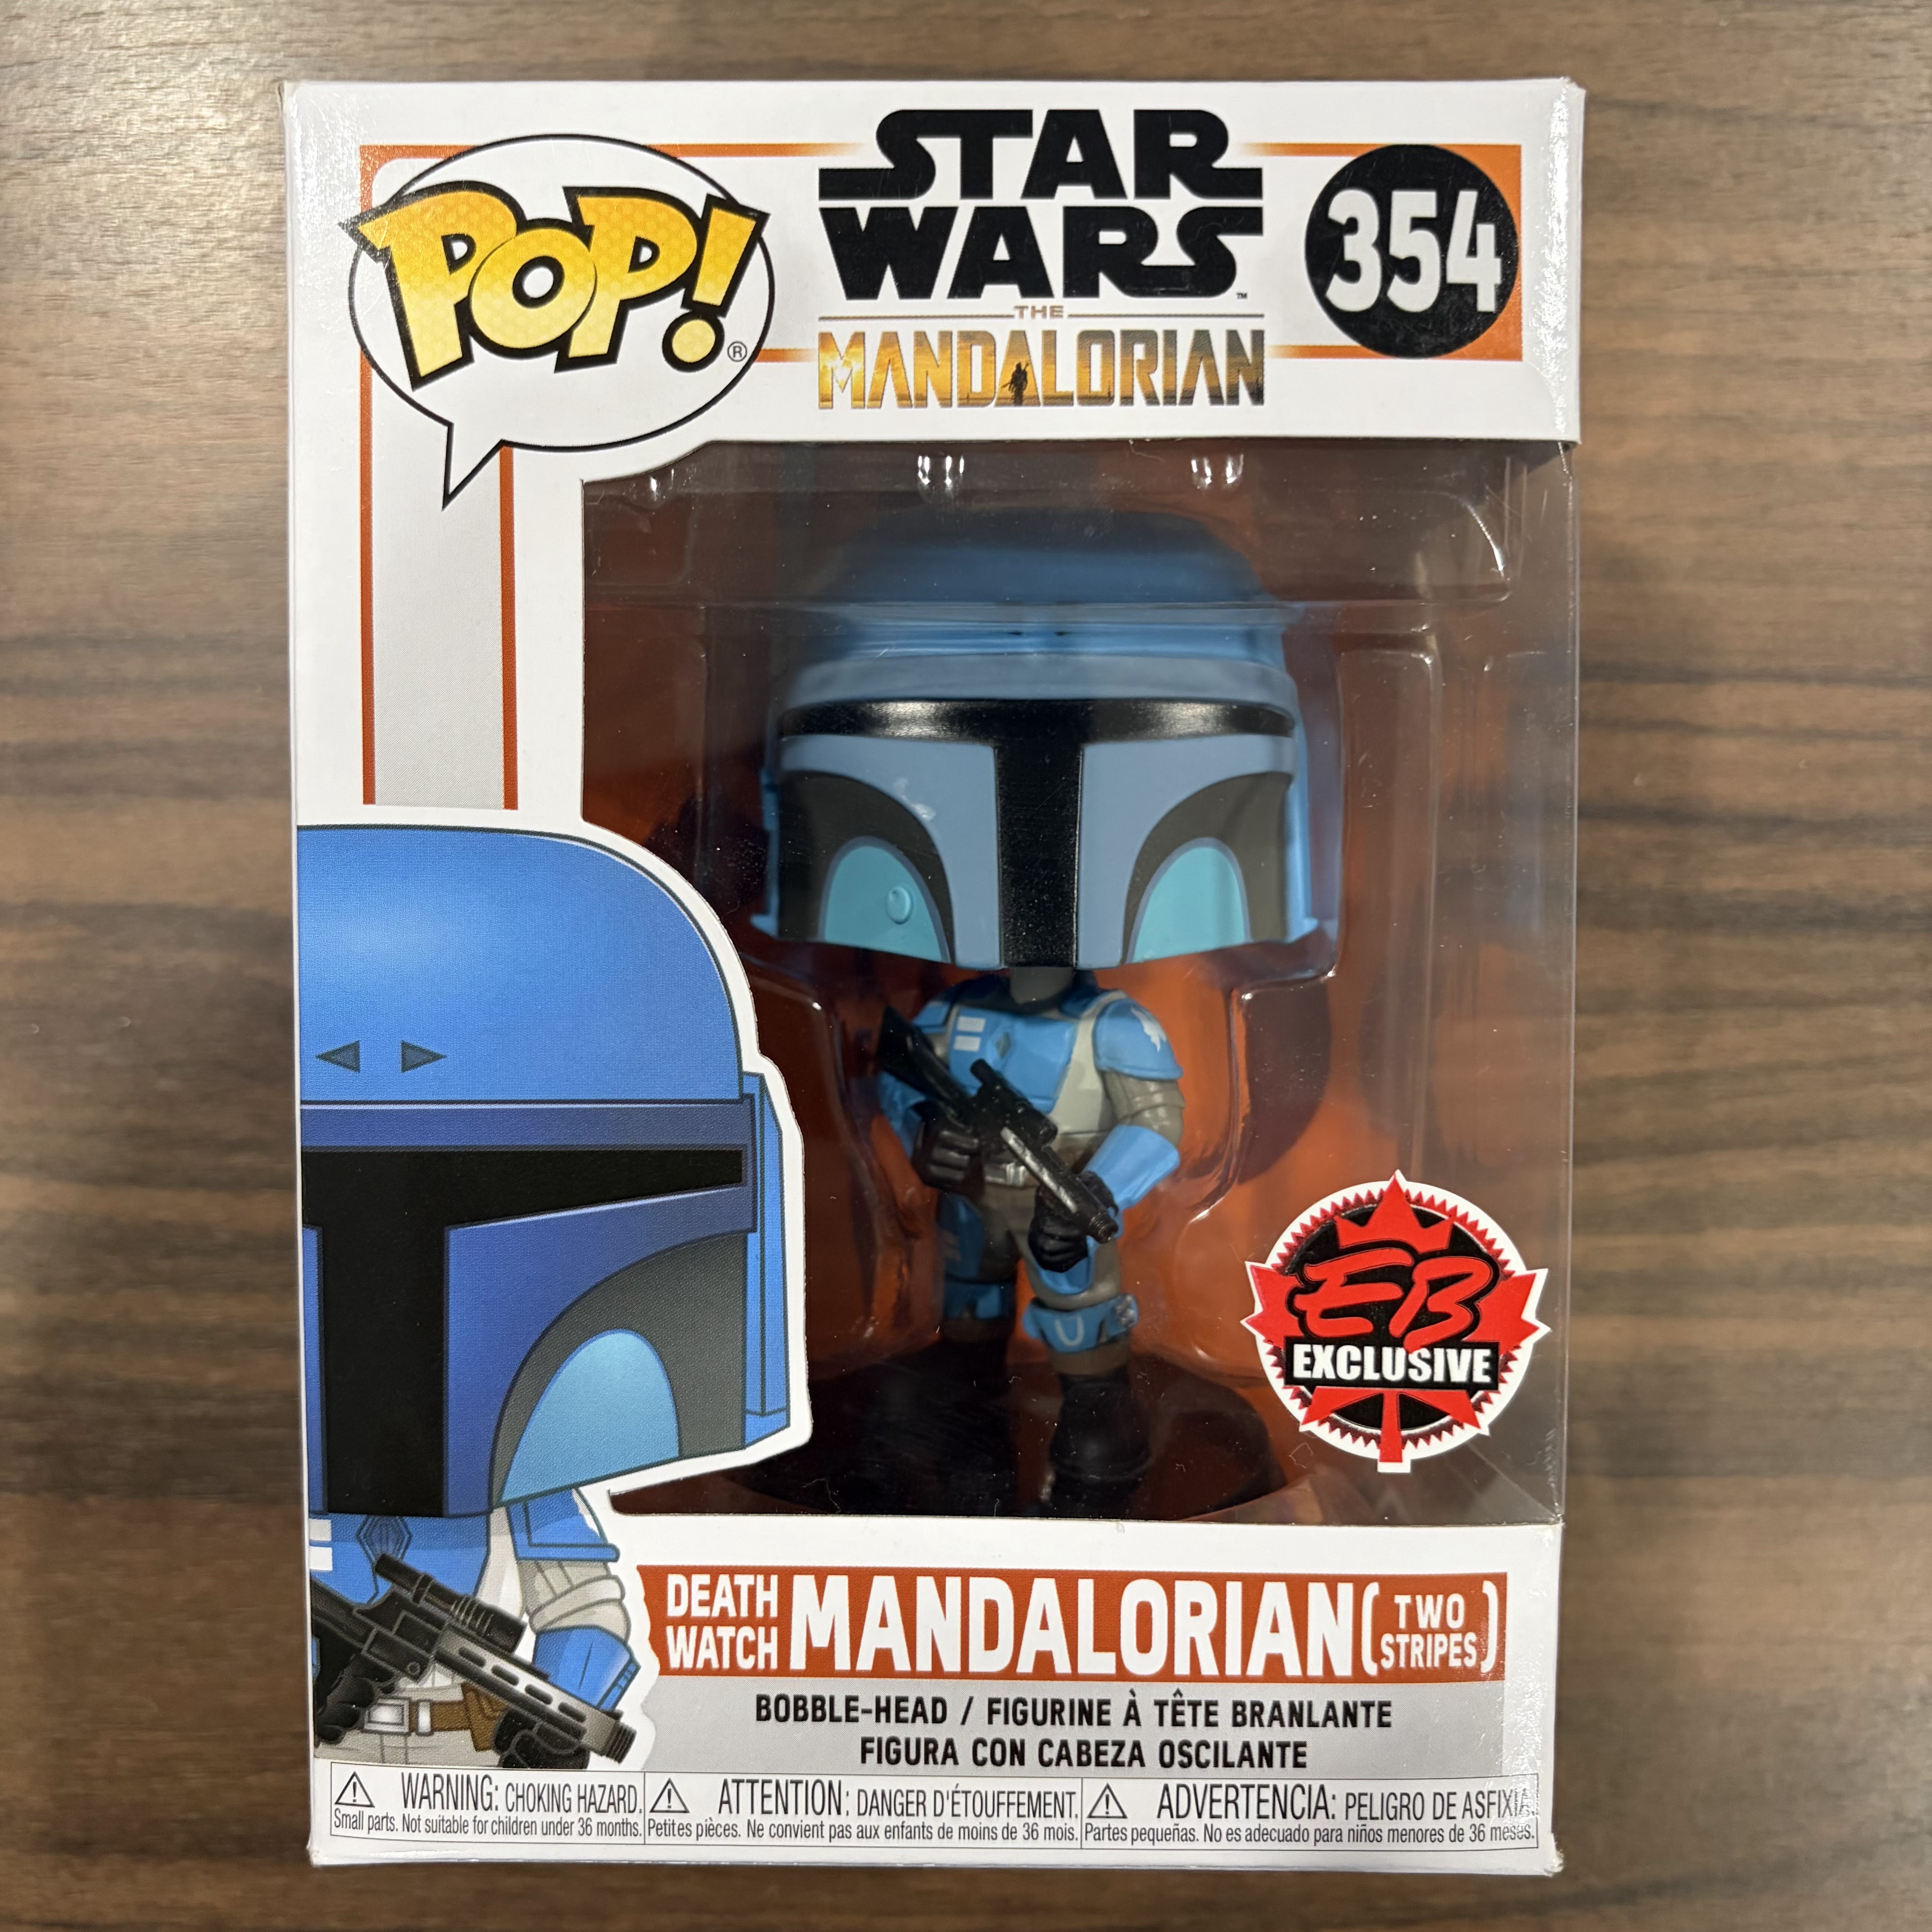 POP!®
STAR
WARS™
THE
MANDALORIAN
354
EB
EXCLUSIVE
DEATH
WATCH
MANDALORIAN
(TWO
STRIPES)
BOBBLE-HEAD / FIGURINE À TÊTE BRANLANTE
FIGURA CON CABEZA OSCILANTE
WARNING: CHOKING HAZARD.
Small parts. Not suitable for children under 36 months.
ATTENTION: DANGER D'ÉTOUFFEMENT.
Petites pièces. Ne convient pas aux enfants de moins de 36 mois.
ADVERTENCIA: PELIGRO DE ASFIXIA.
Partes pequeñas. No es adecuado para niños menores de 36 meses.